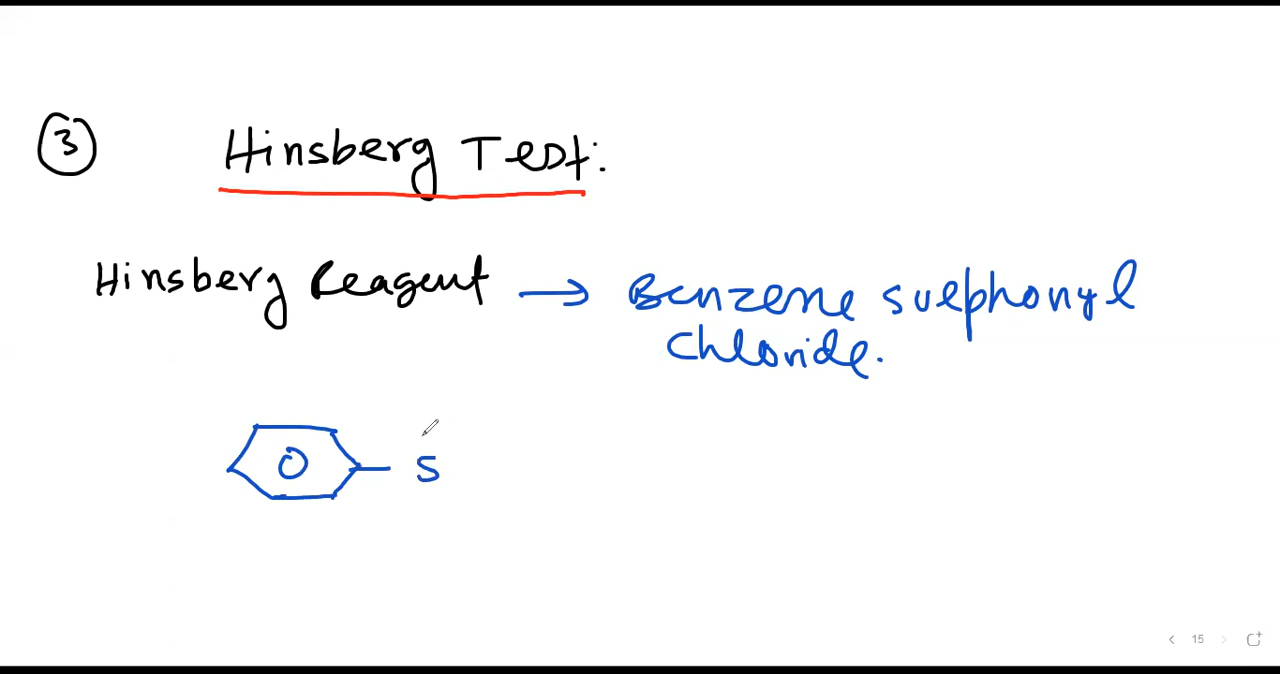 3 Hinsberg Test:
Hinsberg Reagent → Benzene sulphonyl
chloride.
S
15